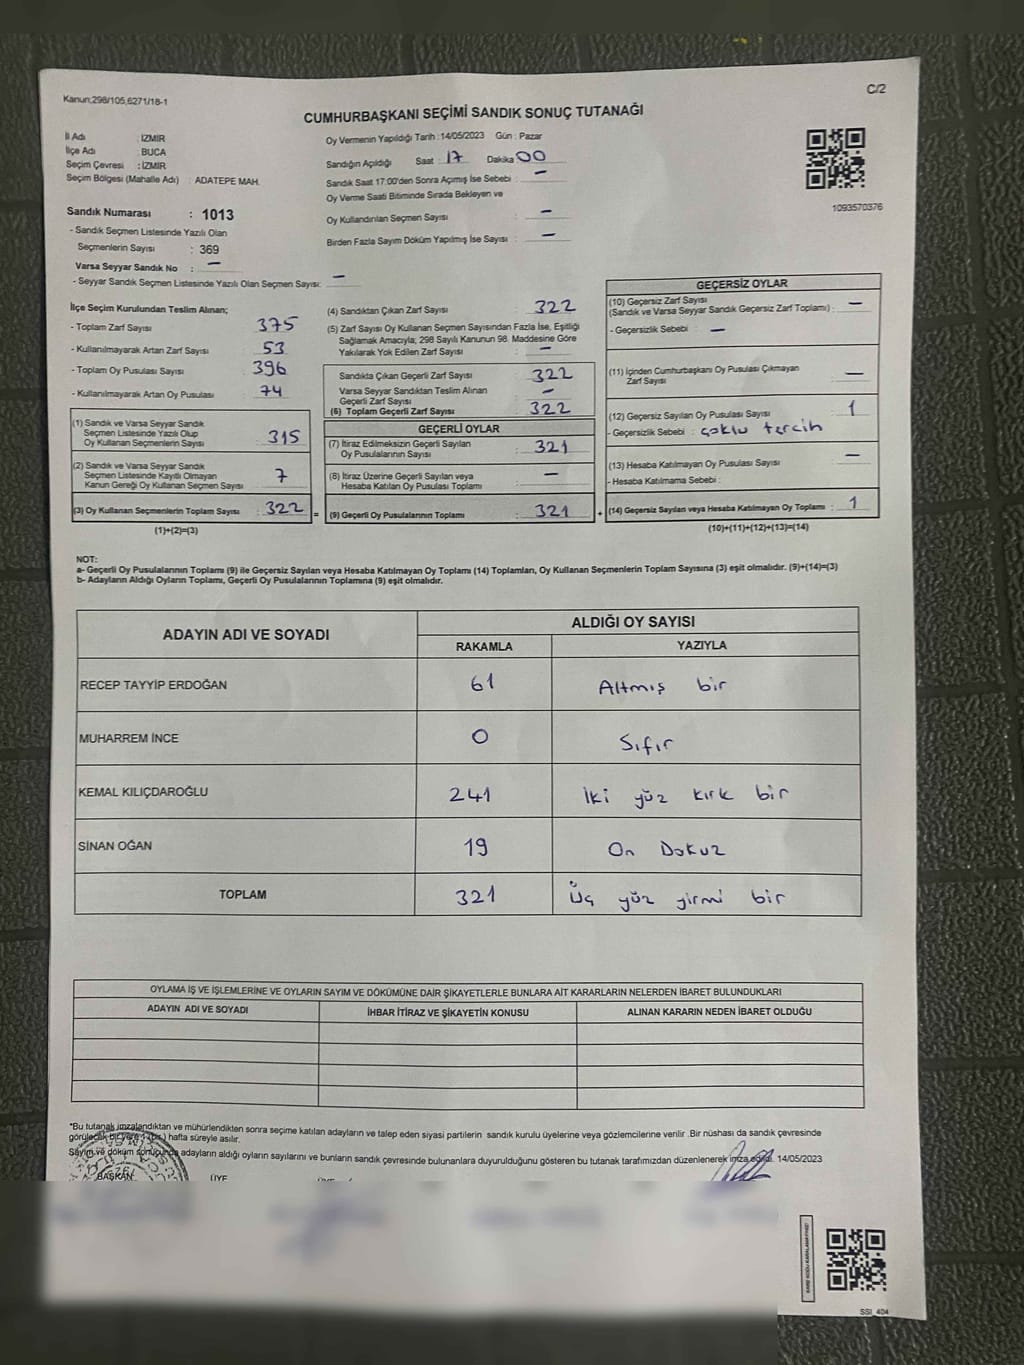 Kanun;298/105,6271/18-1
C/2
CUMHURBAŞKANI SEÇİMİ SANDIK SONUÇ TUTANAĞI
İl Adı : İZMİR
İlçe Adı : BUCA
Seçim Çevresi : İZMİR
Seçim Bölgesi (Mahalle Adı) : ADATEPE MAH.
Sandık Numarası : 1013
- Sandık Seçmen Listesinde Yazılı Olan
Seçmenlerin Sayısı : 369
Varsa Seyyar Sandık No : –
- Seyyar Sandık Seçmen Listesinde Yazılı Olan Seçmen Sayısı: –
Oy Vermenin Yapıldığı Tarih : 14/05/2023 Gün : Pazar
Sandığın Açıldığı Saat : 17 Dakika 00
Sandık Saat 17:00'den Sonra Açımış İse Sebebi : –
Oy Verme Saati Bitiminde Sırada Bekleyen ve
Oy Kullandırılan Seçmen Sayısı : –
Birden Fazla Sayım Döküm Yapılmış İse Sayısı : –
1093570376
İlçe Seçim Kurulundan Teslim Alınan;
- Toplam Zarf Sayısı : 375
- Kullanılmayarak Artan Zarf Sayısı : 53
- Toplam Oy Pusulası Sayısı : 396
- Kullanılmayarak Artan Oy Pusulası : 74
(1) Sandık ve Varsa Seyyar Sandık
Seçmen Listesinde Yazılı Olup
Oy Kullanan Seçmenlerin Sayısı : 315
(2) Sandık ve Varsa Seyyar Sandık
Seçmen Listesinde Kayıtlı Olmayan
Kanun Gereği Oy Kullanan Seçmen Sayısı : 7
(3) Oy Kullanan Seçmenlerin Toplam Sayısı : 322 =
(1)+(2)=(3)
(4) Sandıktan Çıkan Zarf Sayısı : 322
(5) Zarf Sayısı Oy Kullanan Seçmen Sayısından Fazla İse, Eşitliği
Sağlamak Amacıyla; 298 Sayılı Kanunun 98. Maddesine Göre
Yakılarak Yok Edilen Zarf Sayısı : –
Sandıkta Çıkan Geçerli Zarf Sayısı : 322
Varsa Seyyar Sandıktan Teslim Alınan
Geçerli Zarf Sayısı : –
(6) Toplam Geçerli Zarf Sayısı : 322
GEÇERLİ OYLAR
(7) İtiraz Edilmeksizin Geçerli Sayılan
Oy Pusulalarının Sayısı : 321
(8) İtiraz Üzerine Geçerli Sayılan veya
Hesaba Katılan Oy Pusulası Toplamı : –
(9) Geçerli Oy Pusulalarının Toplamı : 321 +
GEÇERSİZ OYLAR
(10) Geçersiz Zarf Sayısı
(Sandık ve Varsa Seyyar Sandık Geçersiz Zarf Toplamı) : –
- Geçersizlik Sebebi : –
(11) İçinden Cumhurbaşkanı Oy Pusulası Çıkmayan
Zarf Sayısı : –
(12) Geçersiz Sayılan Oy Pusulası Sayısı : 1
- Geçersizlik Sebebi : çoklu tercih
(13) Hesaba Katılmayan Oy Pusulası Sayısı : –
- Hesaba Katılmama Sebebi :
(14) Geçersiz Sayılan veya Hesaba Katılmayan Oy Toplamı : 1
(10)+(11)+(12)+(13)=(14)
NOT:
a- Geçerli Oy Pusulalarının Toplamı (9) ile Geçersiz Sayılan veya Hesaba Katılmayan Oy Toplamı (14) Toplamları, Oy Kullanan Seçmenlerin Toplam Sayısına (3) eşit olmalıdır. (9)+(14)=(3)
b- Adayların Aldığı Oyların Toplamı, Geçerli Oy Pusulalarının Toplamına (9) eşit olmalıdır.
ADAYIN ADI VE SOYADI ALDIĞI OY SAYISI
RAKAMLA YAZIYLA
RECEP TAYYİP ERDOĞAN 61 Altmış bir
MUHARREM İNCE 0 Sıfır
KEMAL KILIÇDAROĞLU 241 İki yüz kırk bir
SİNAN OĞAN 19 On Dokuz
TOPLAM 321 Üç yüz yirmi bir
OYLAMA İŞ VE İŞLEMLERİNE VE OYLARIN SAYIM VE DÖKÜMÜNE DAİR ŞİKAYETLERLE BUNLARA AİT KARARLARIN NELERDEN İBARET BULUNDUKLARI
ADAYIN ADI VE SOYADI İHBAR İTİRAZ VE ŞİKAYETİN KONUSU ALINAN KARARIN NEDEN İBARET OLDUĞU
*Bu tutanak imzalandıktan ve mühürlendikten sonra seçime katılan adayların ve talep eden siyasi partilerin sandık kurulu üyelerine veya gözlemcilerine verilir .Bir nüshası da sandık çevresinde
görülecek bir yere 1 (bir) hafta süreyle asılır.
Sayım ve döküm sonucunda adayların aldığı oyların sayılarını ve bunların sandık çevresinde bulunanlara duyurulduğunu gösteren bu tutanak tarafımızdan düzenlenerek imza edildi. 14/05/2023
BAŞKAN ÜYE
SSI_404